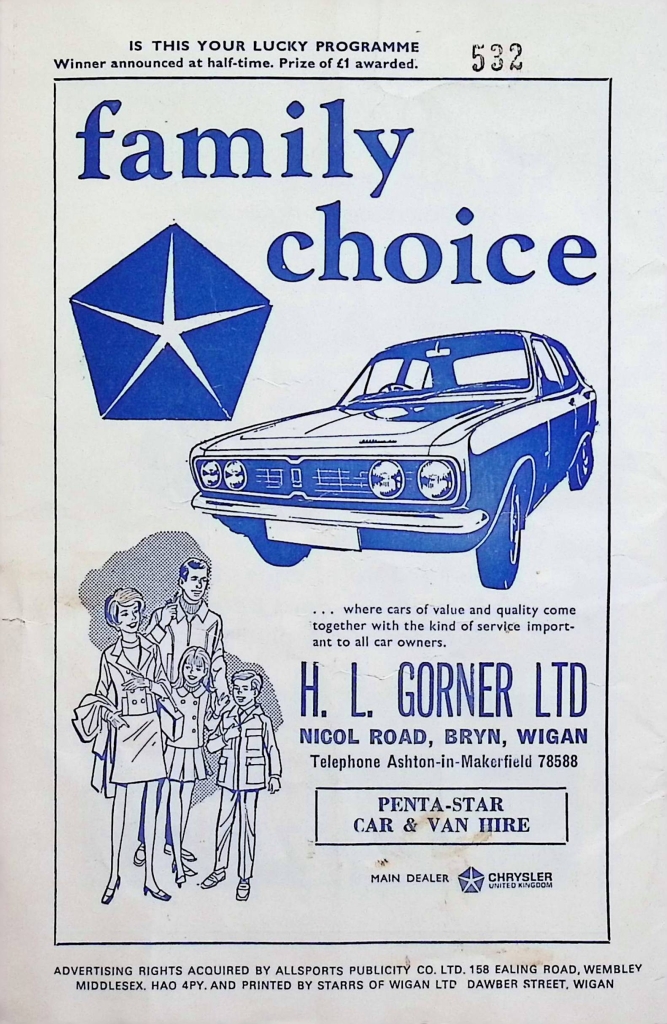 IS THIS YOUR LUCKY PROGRAMME
Winner announced at half-time. Prize of £1 awarded.
532
family
choice
. . . where cars of value and quality come
together with the kind of service import-
ant to all car owners.
H. L. GORNER LTD
NICOL ROAD, BRYN, WIGAN
Telephone Ashton-in-Makerfield 78588
PENTA-STAR
CAR & VAN HIRE
MAIN DEALER
CHRYSLER
UNITED KINGDOM
ADVERTISING RIGHTS ACQUIRED BY ALLSPORTS PUBLICITY CO. LTD. 158 EALING ROAD, WEMBLEY
MIDDLESEX. HAO 4PY. AND PRINTED BY STARRS OF WIGAN LTD DAWBER STREET, WIGAN